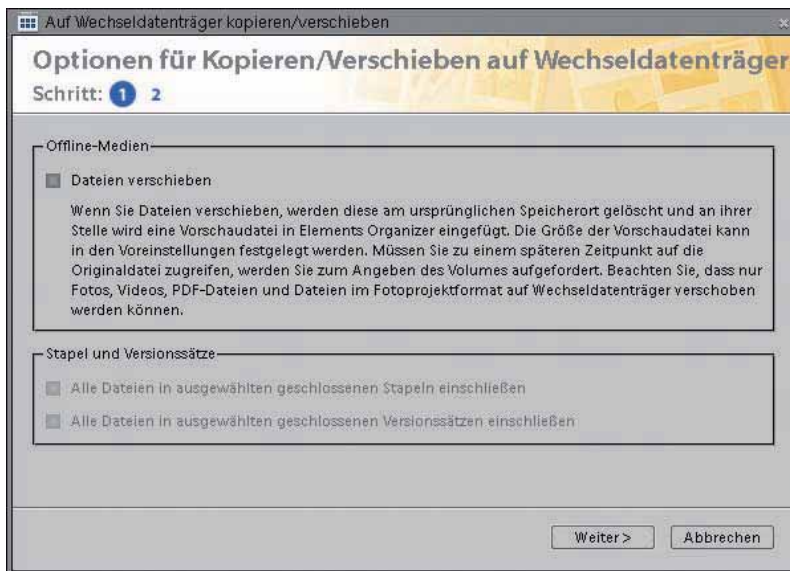 Auf Wechseldatenträger kopieren/verschieben
Optionen für Kopieren/Verschieben auf Wechseldatenträger
Schritt: 1 2
Offline-Medien
Dateien verschieben
Wenn Sie Dateien verschieben, werden diese am ursprünglichen Speicherort gelöscht und an ihrer
Stelle wird eine Vorschaudatei in Elements Organizer eingefügt. Die Größe der Vorschaudatei kann
in den Voreinstellungen festgelegt werden. Müssen Sie zu einem späteren Zeitpunkt auf die
Originaldatei zugreifen, werden Sie zum Angeben des Volumes aufgefordert. Beachten Sie, dass nur
Fotos, Videos, PDF-Dateien und Dateien im Fotoprojektformat auf Wechseldatenträger verschoben
werden können.
Stapel und Versionssätze
Alle Dateien in ausgewählten geschlossenen Stapeln einschließen
Alle Dateien in ausgewählten geschlossenen Versionssätzen einschließen
Weiter >
Abbrechen